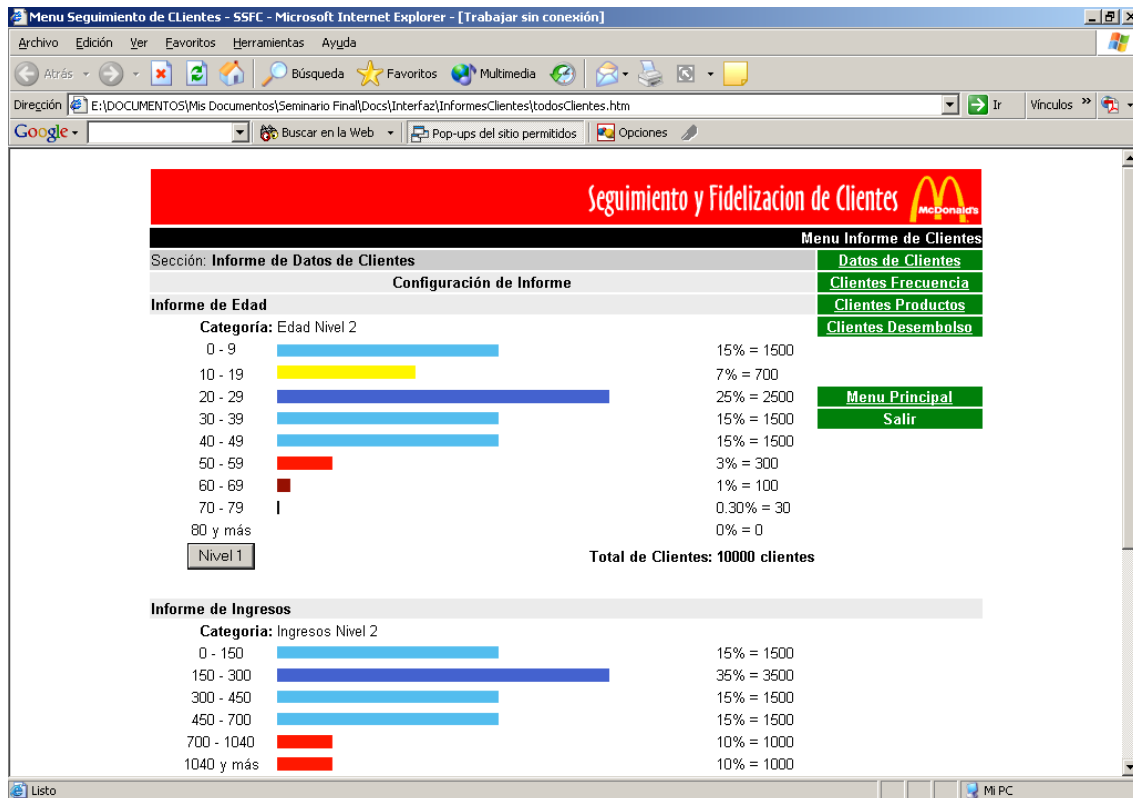 Menu Seguimiento de CLientes - SSFC - Microsoft Internet Explorer - [Trabajar sin conexión]
Archivo Edición Ver Favoritos Herramientas Ayuda
Atrás Búsqueda Favoritos Multimedia
Dirección E:\DOCUMENTOS\Mis Documentos\Seminario Final\Docs\Interfaz\InformesClientes\todosClientes.htm Ir Vínculos »
Google Buscar en la Web Pop-ups del sitio permitidos Opciones
Seguimiento y Fidelizacion de Clientes McDonald's
Menu Informe de Clientes
Sección: Informe de Datos de Clientes Datos de Clientes
Configuración de Informe Clientes Frecuencia
Informe de Edad Clientes Productos
Categoría: Edad Nivel 2 Clientes Desembolso
0 - 9 15% = 1500
10 - 19 7% = 700
20 - 29 25% = 2500 Menu Principal
30 - 39 15% = 1500 Salir
40 - 49 15% = 1500
50 - 59 3% = 300
60 - 69 1% = 100
70 - 79 0.30% = 30
80 y más 0% = 0
Nivel 1 Total de Clientes: 10000 clientes
Informe de Ingresos
Categoria: Ingresos Nivel 2
0 - 150 15% = 1500
150 - 300 35% = 3500
300 - 450 15% = 1500
450 - 700 15% = 1500
700 - 1040 10% = 1000
1040 y más 10% = 1000
Listo Mi PC